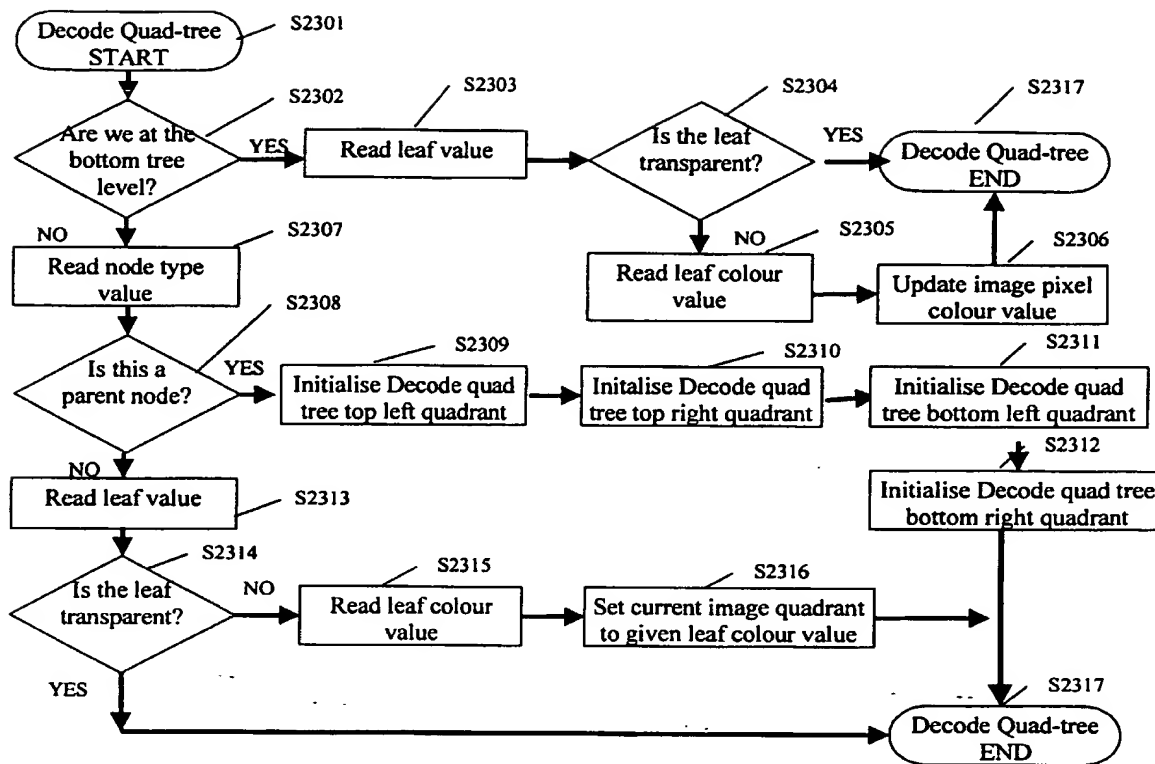 Decode Quad-tree
START
S2301
Are we at the
bottom tree
level?
S2302
YES
Read leaf value
S2303
Is the leaf
transparent?
S2304
YES
Decode Quad-tree
END
S2317
NO
Read node type
value
S2307
NO
Read leaf colour
value
S2305
Update image pixel
colour value
S2306
Is this a
parent node?
S2308
YES
Initialise Decode quad
tree top left quadrant
S2309
Initalise Decode quad
tree top right quadrant
S2310
Initialise Decode quad
tree bottom left quadrant
S2311
S2312
Initialise Decode quad tree
bottom right quadrant
NO
Read leaf value
S2313
Is the leaf
transparent?
S2314
NO
Read leaf colour
value
S2315
Set current image quadrant
to given leaf colour value
S2316
YES
S2317
Decode Quad-tree
END